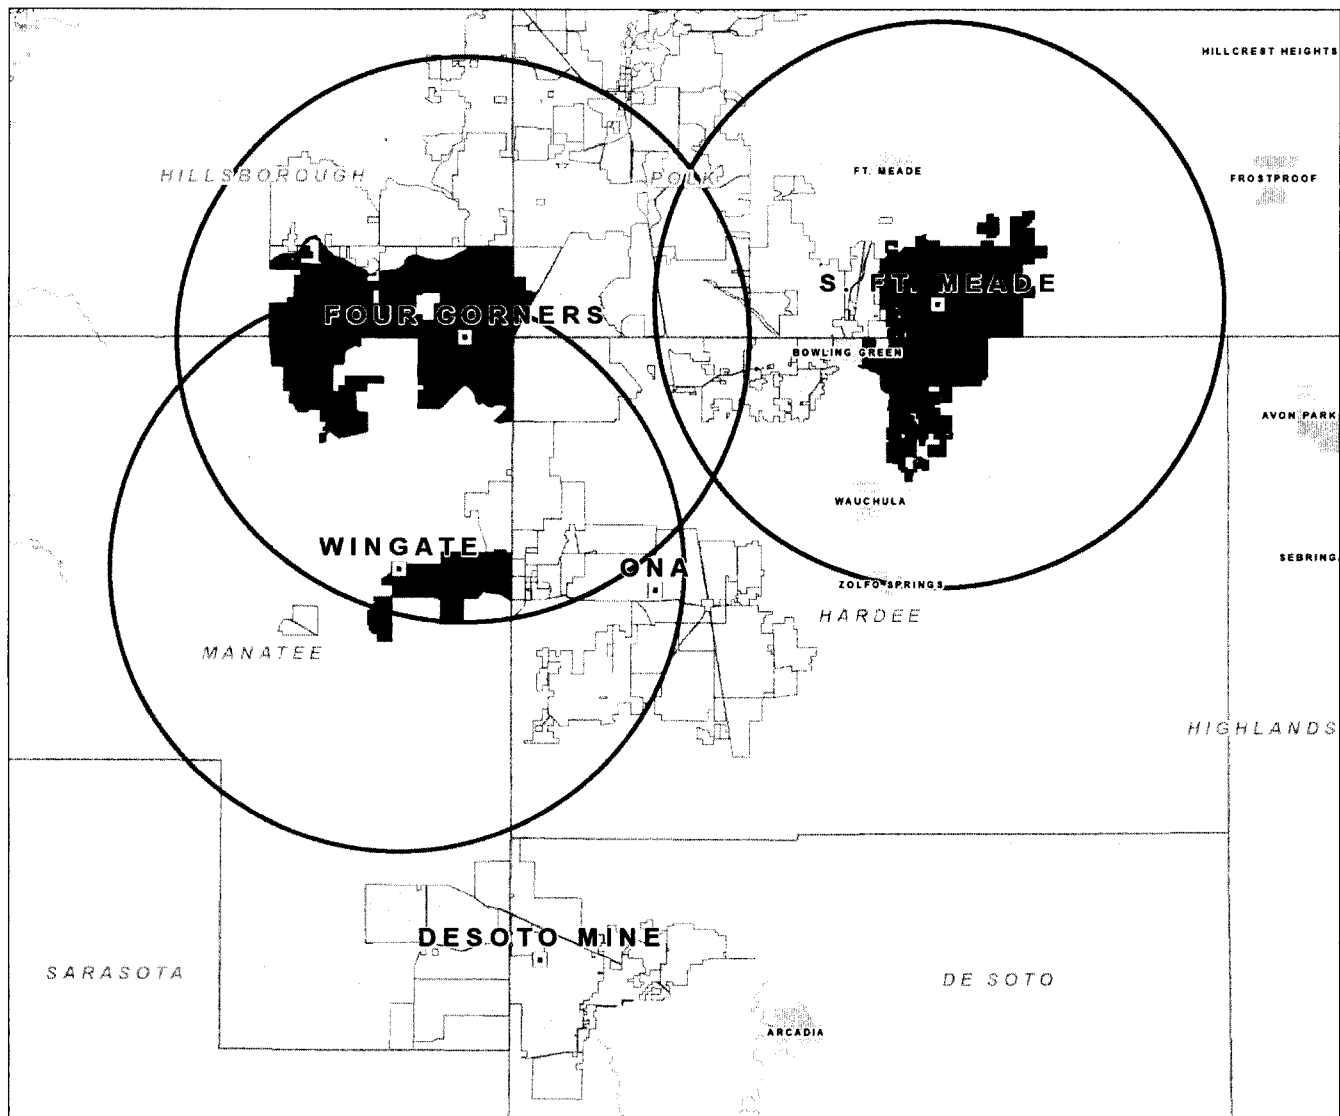 HILLCREST HEIGHTS
HILLSBOROUGH
POLK
FT. MEADE
FROSTPROOF
S. FT. MEADE
FOUR CORNERS
BOWLING GREEN
AVON PARK
WAUCHULA
WINGATE
ONA
SEBRING
ZOLFO SPRINGS
HARDEE
MANATEE
HIGHLANDS
DESOTO MINE
SARASOTA
DE SOTO
ARCADIA